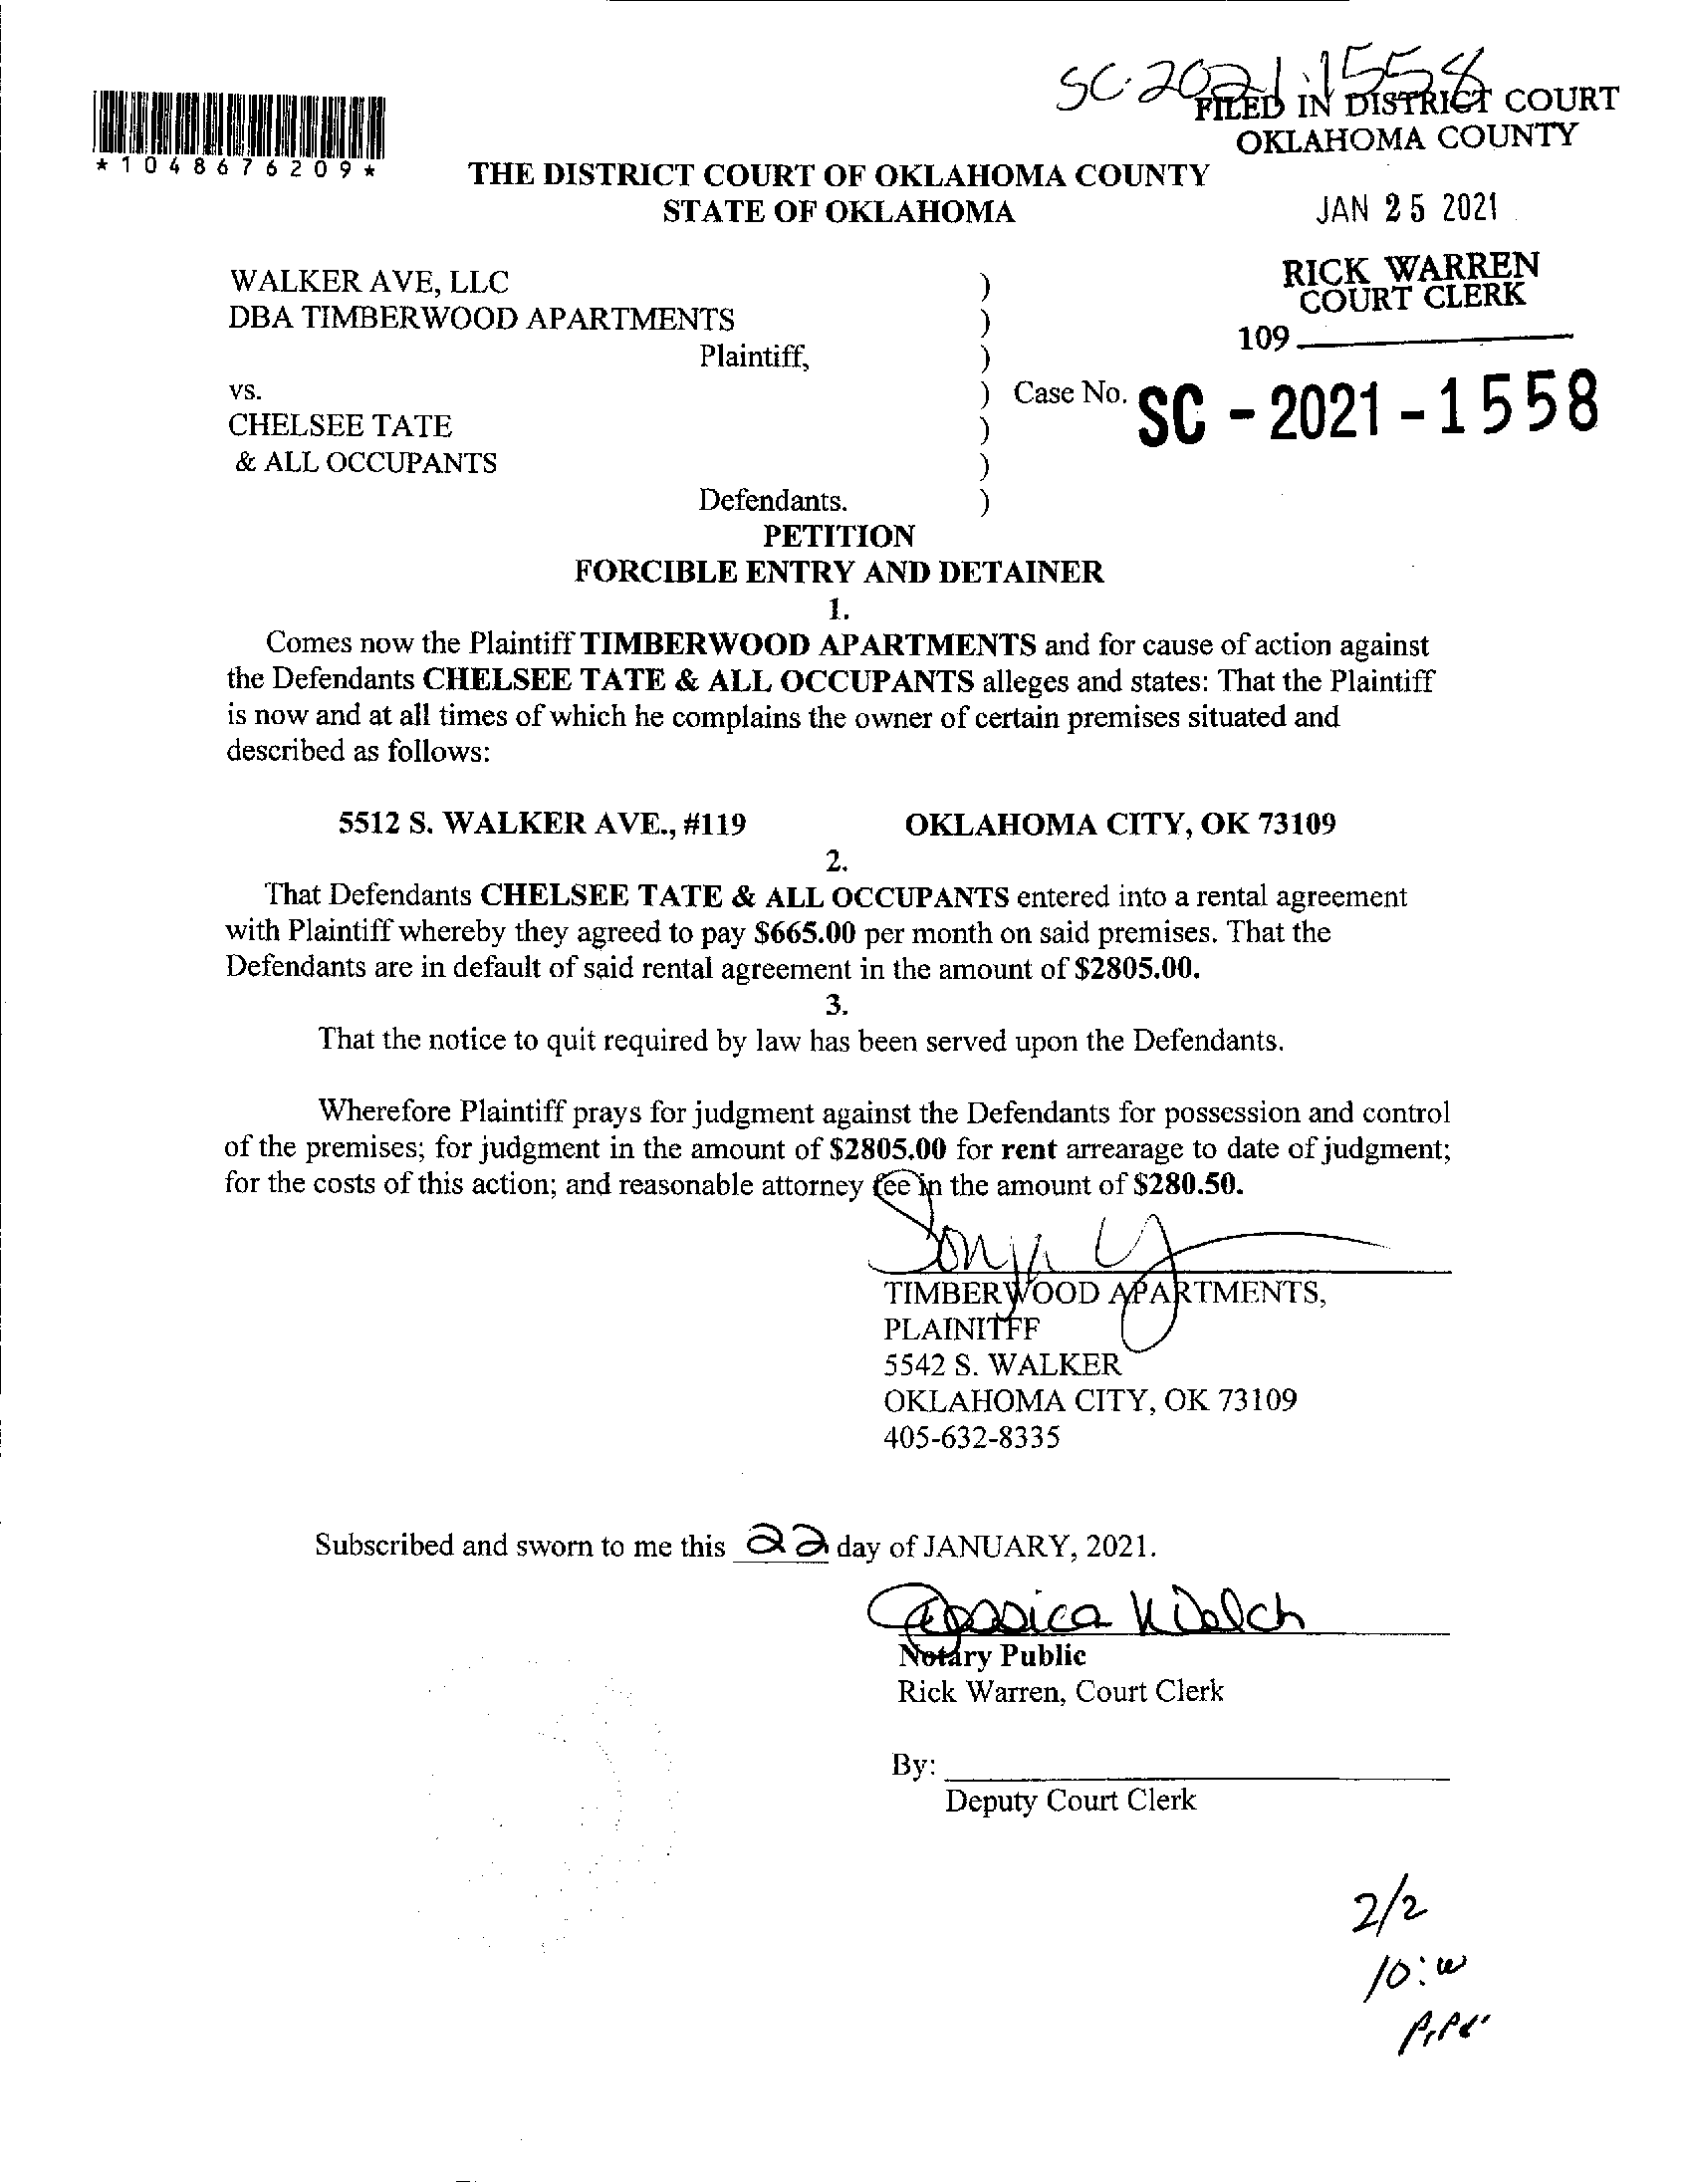 SC-2021-1558
FILED IN DISTRICT COURT
OKLAHOMA COUNTY
*1048676209*
THE DISTRICT COURT OF OKLAHOMA COUNTY
STATE OF OKLAHOMA
JAN 25 2021
RICK WARREN
COURT CLERK
109
WALKER AVE, LLC )
DBA TIMBERWOOD APARTMENTS )
Plaintiff, )
vs. ) Case No. SC - 2021 - 1558
CHELSEE TATE )
& ALL OCCUPANTS )
Defendants. )
PETITION
FORCIBLE ENTRY AND DETAINER
1.
Comes now the Plaintiff TIMBERWOOD APARTMENTS and for cause of action against
the Defendants CHELSEE TATE & ALL OCCUPANTS alleges and states: That the Plaintiff
is now and at all times of which he complains the owner of certain premises situated and
described as follows:
5512 S. WALKER AVE., #119 OKLAHOMA CITY, OK 73109
2.
That Defendants CHELSEE TATE & ALL OCCUPANTS entered into a rental agreement
with Plaintiff whereby they agreed to pay $665.00 per month on said premises. That the
Defendants are in default of said rental agreement in the amount of $2805.00.
3.
That the notice to quit required by law has been served upon the Defendants.
Wherefore Plaintiff prays for judgment against the Defendants for possession and control
of the premises; for judgment in the amount of $2805.00 for rent arrearage to date of judgment;
for the costs of this action; and reasonable attorney fee in the amount of $280.50.
TIMBERWOOD APARTMENTS,
PLAINITFF
5542 S. WALKER
OKLAHOMA CITY, OK 73109
405-632-8335
Subscribed and sworn to me this 22 day of JANUARY, 2021.
Jessica Welch
Notary Public
Rick Warren, Court Clerk
By:
Deputy Court Clerk
2/2